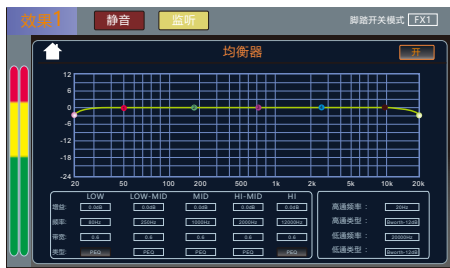 效果1 静音 监听 脚踏开关模式 FX1
均衡器 开
12
6
0
-6
-12
-18
-24
20 50 100 200 500 1k 2k 5k 10k 20k
LOW LOW-MID MID HI-MID HI
增益: 0.0dB 0.0dB 0.0dB 0.0dB 0.0dB
频率: 80Hz 250Hz 1000Hz 2000Hz 12000Hz
带宽: 0.6 0.6 0.6 0.6 0.6
类型: PEQ PEQ PEQ PEQ PEQ
高通频率： 20Hz
高通类型： Bworth-12dB
低通频率： 20000Hz
低通类型： Bworth-12dB